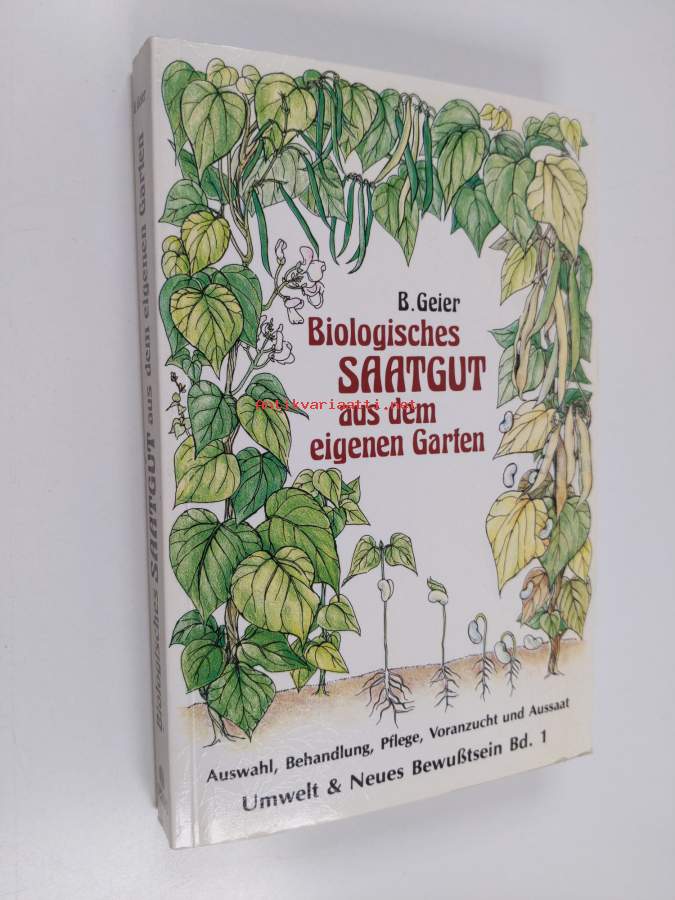 B. Geier
Biologisches
SAATGUT
aus dem
eigenen Garten
antikvariaatti.net
Auswahl, Behandlung, Pflege, Voranzucht und Aussaat
Umwelt & Neues Bewußtsein Bd. 1
Biologisches SAATGUT aus dem eigenen Garten